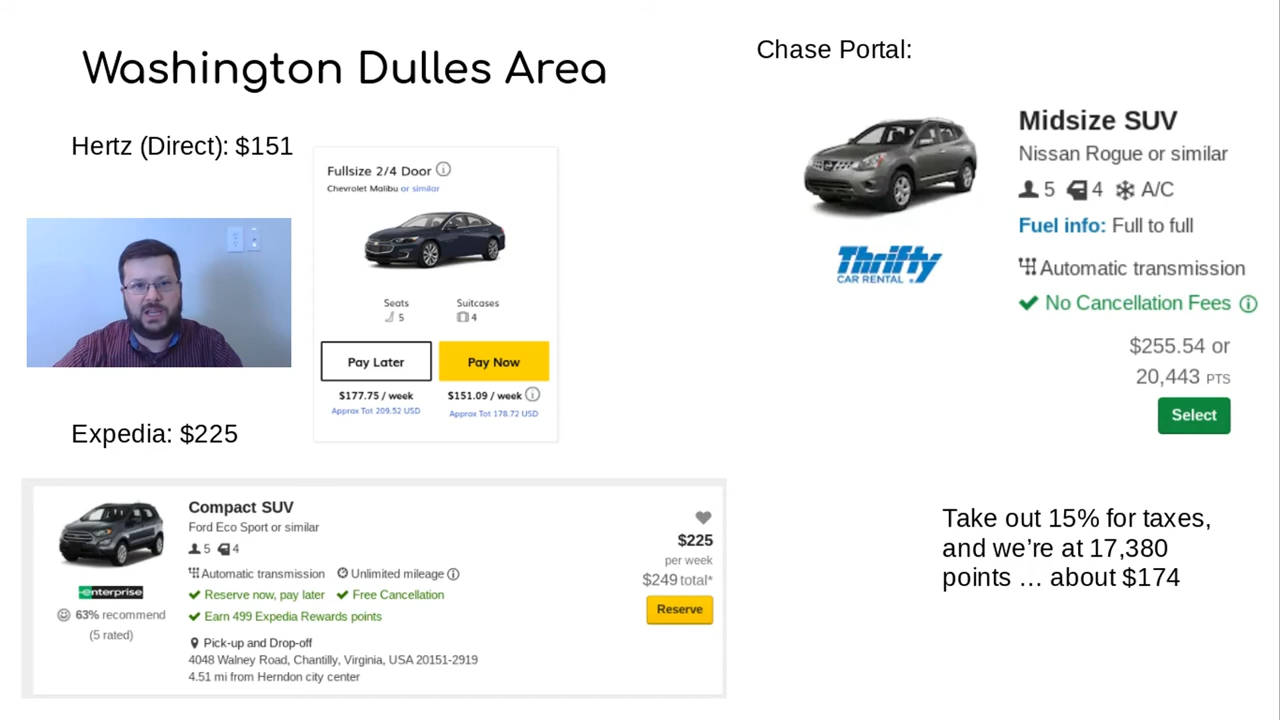 Washington Dulles Area
Hertz (Direct): $151
Fullsize 2/4 Door
Chevrolet Malibu or similar
Seats
5
Suitcases
4
Pay Later
Pay Now
$177.75 / week
$151.09 / week
Approx Tot 209.52 USD
Approx Tot 178.72 USD
Expedia: $225
Compact SUV
Ford Eco Sport or similar
5 4
Automatic transmission Unlimited mileage
Reserve now, pay later Free Cancellation
Earn 499 Expedia Rewards points
Pick-up and Drop-off
4048 Walney Road, Chantilly, Virginia, USA 20151-2919
4.51 mi from Herndon city center
enterprise
63% recommend
(5 rated)
$225
per week
$249 total*
Reserve
Chase Portal:
Midsize SUV
Nissan Rogue or similar
5 4 A/C
Fuel info: Full to full
Automatic transmission
No Cancellation Fees
Thrifty
CAR RENTAL
$255.54 or
20,443 PTS
Select
Take out 15% for taxes,
and we’re at 17,380
points … about $174